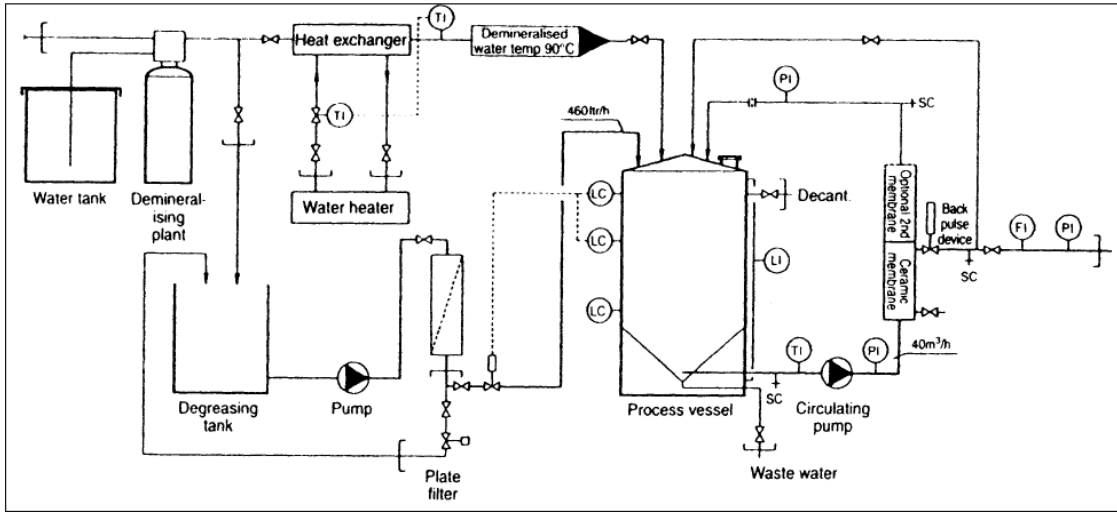 TI
Heat exchanger
Demineralised
water temp 90°C
PI
SC
460ltr/h
TI
Water tank
Demineral-
ising
plant
Water heater
LC
LC
LC
Decant.
LI
Optional 2nd
membrane
Ceramic
membrane
Back
pulse
device
SC
FI
PI
40m³/h
TI
PI
SC
Degreasing
tank
Pump
Plate
filter
Process vessel
Circulating
pump
Waste water